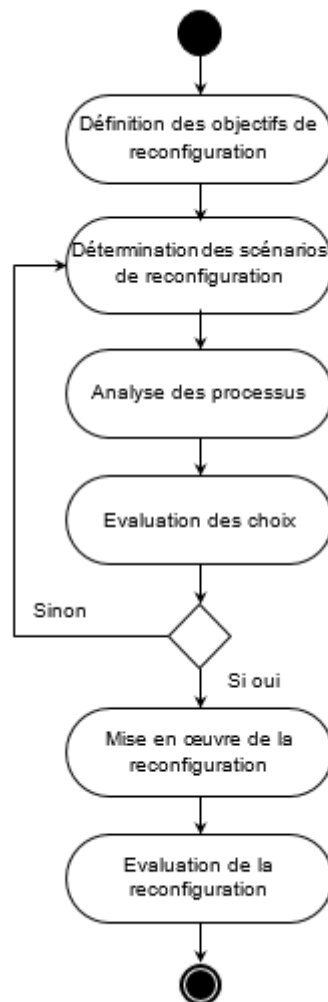 Définition des objectifs de
reconfiguration
Détermination des scénarios
de reconfiguration
Analyse des processus
Evaluation des choix
Sinon
Si oui
Mise en œuvre de la
reconfiguration
Evaluation de la
reconfiguration